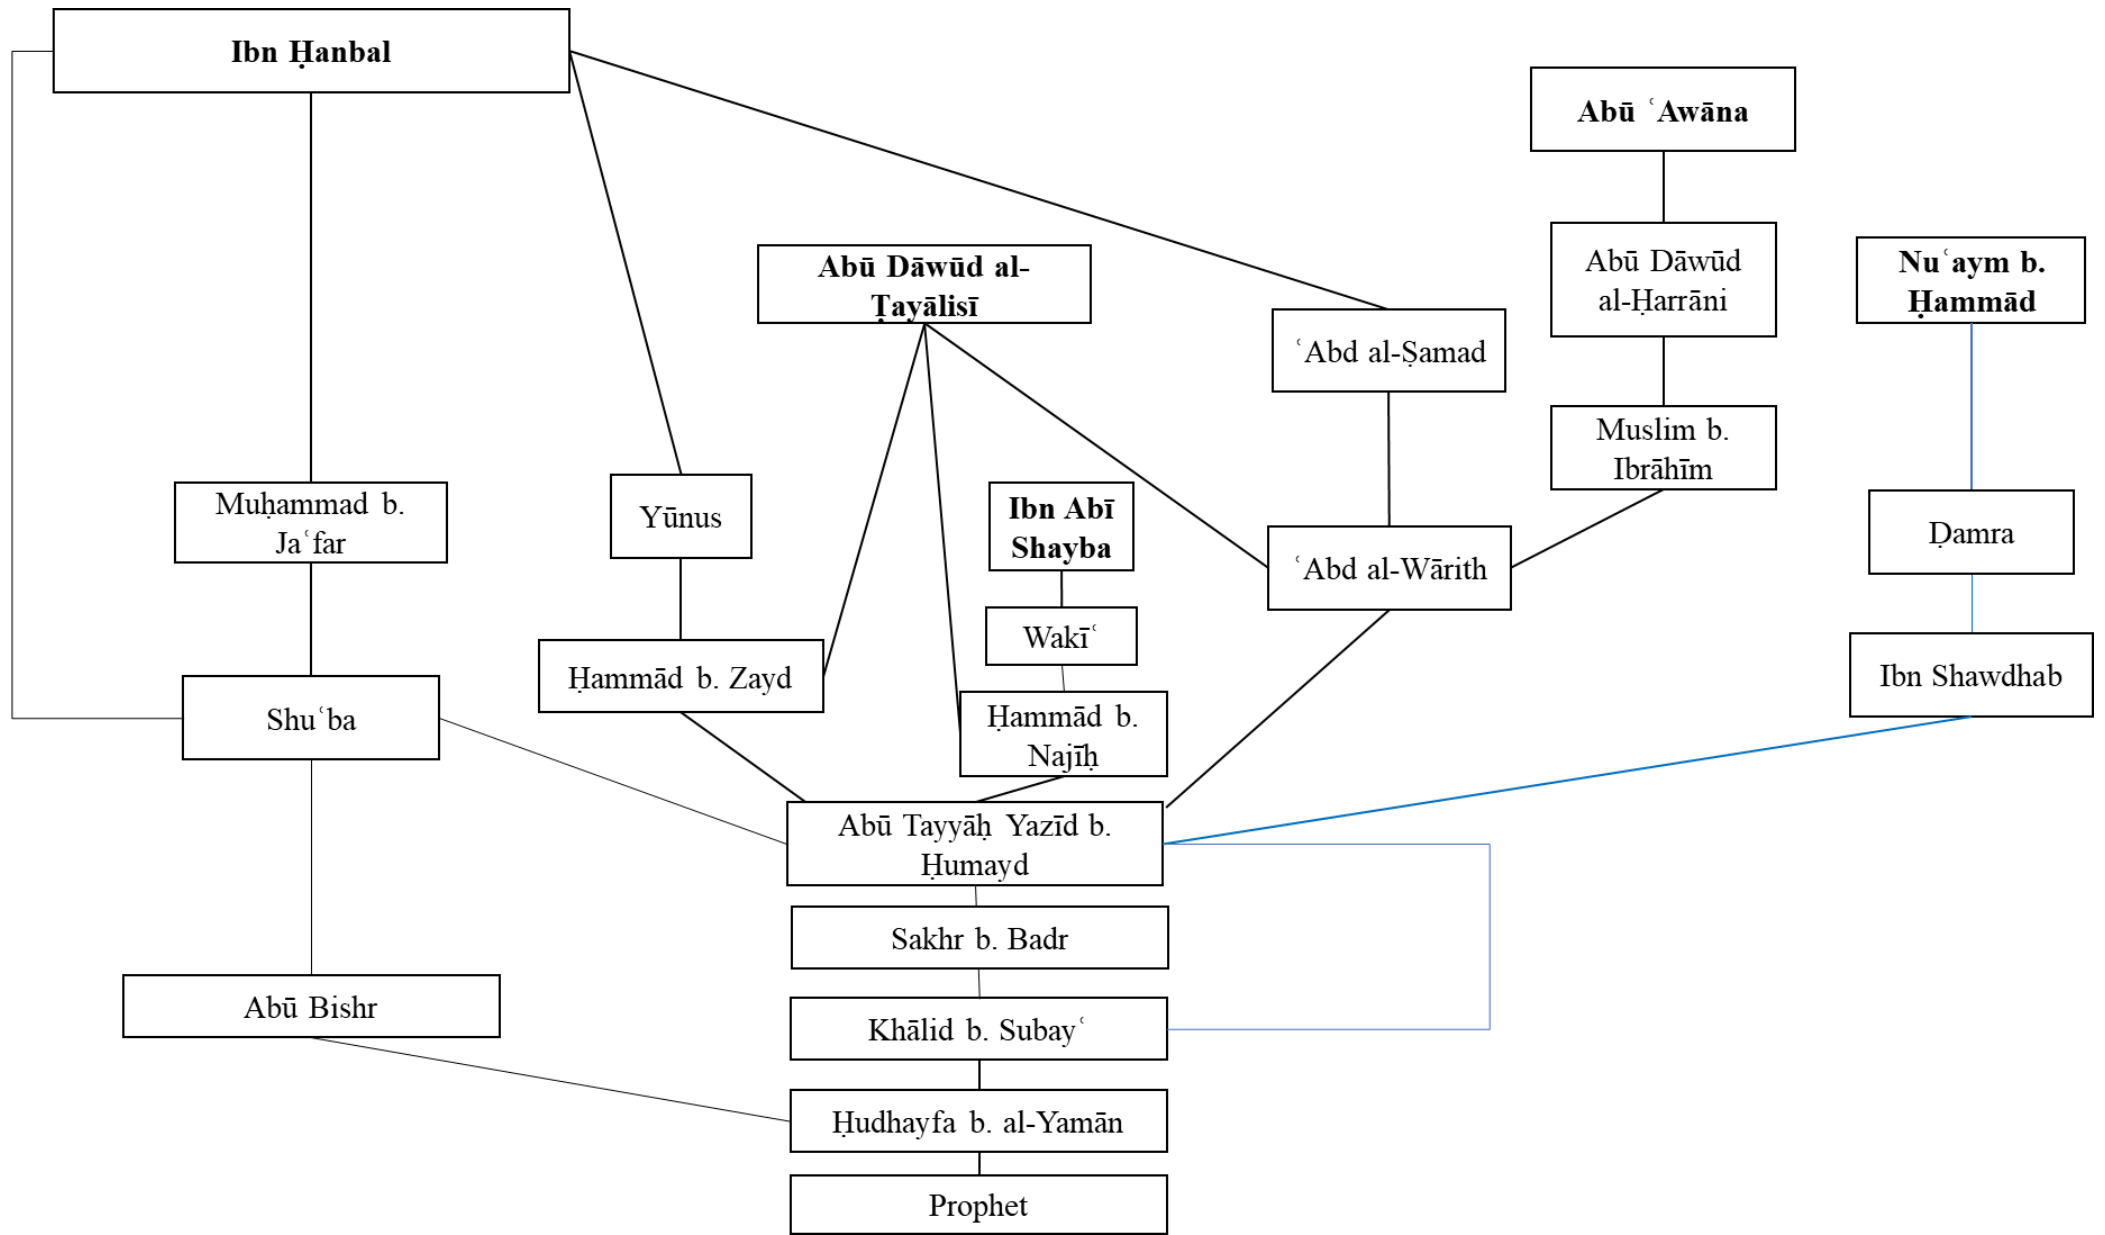 Ibn Ḥanbal
Abū ʿAwāna
Abū Dāwūd al-
Ṭayālisī
Abū Dāwūd
al-Ḥarrāni
Nuʿaym b.
Ḥammād
ʿAbd al-Ṣamad
Muslim b.
Ibrāhīm
Muḥammad b.
Jaʿfar
Yūnus
Ibn Abī
Shayba
ʿAbd al-Wārith
Ḍamra
Wakīʿ
Ḥammād b. Zayd
Ibn Shawdhab
Shuʿba
Ḥammād b.
Najīḥ
Abū Tayyāḥ Yazīd b.
Ḥumayd
Sakhr b. Badr
Abū Bishr
Khālid b. Subayʿ
Ḥudhayfa b. al-Yamān
Prophet